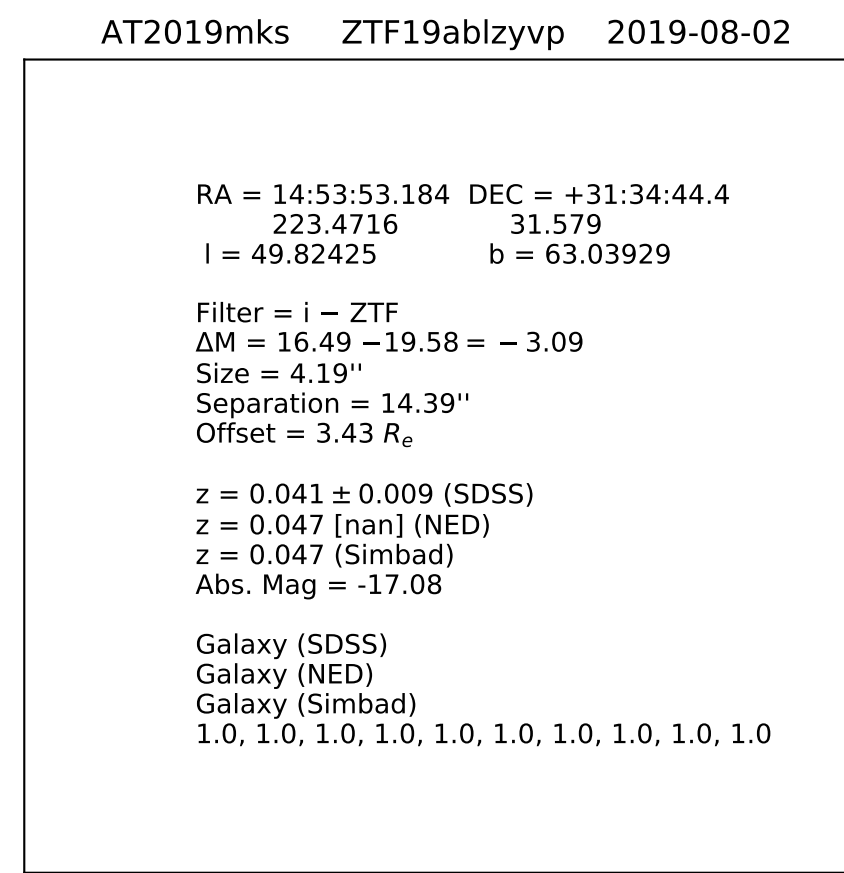 AT2019mks ZTF19ablzyvp 2019-08-02
RA = 14:53:53.184 DEC = +31:34:44.4
223.4716 31.579
l = 49.82425 b = 63.03929
Filter = i − ZTF
ΔM = 16.49 −19.58 = − 3.09
Size = 4.19''
Separation = 14.39''
Offset = 3.43 Re
z = 0.041 ± 0.009 (SDSS)
z = 0.047 [nan] (NED)
z = 0.047 (Simbad)
Abs. Mag = -17.08
Galaxy (SDSS)
Galaxy (NED)
Galaxy (Simbad)
1.0, 1.0, 1.0, 1.0, 1.0, 1.0, 1.0, 1.0, 1.0, 1.0